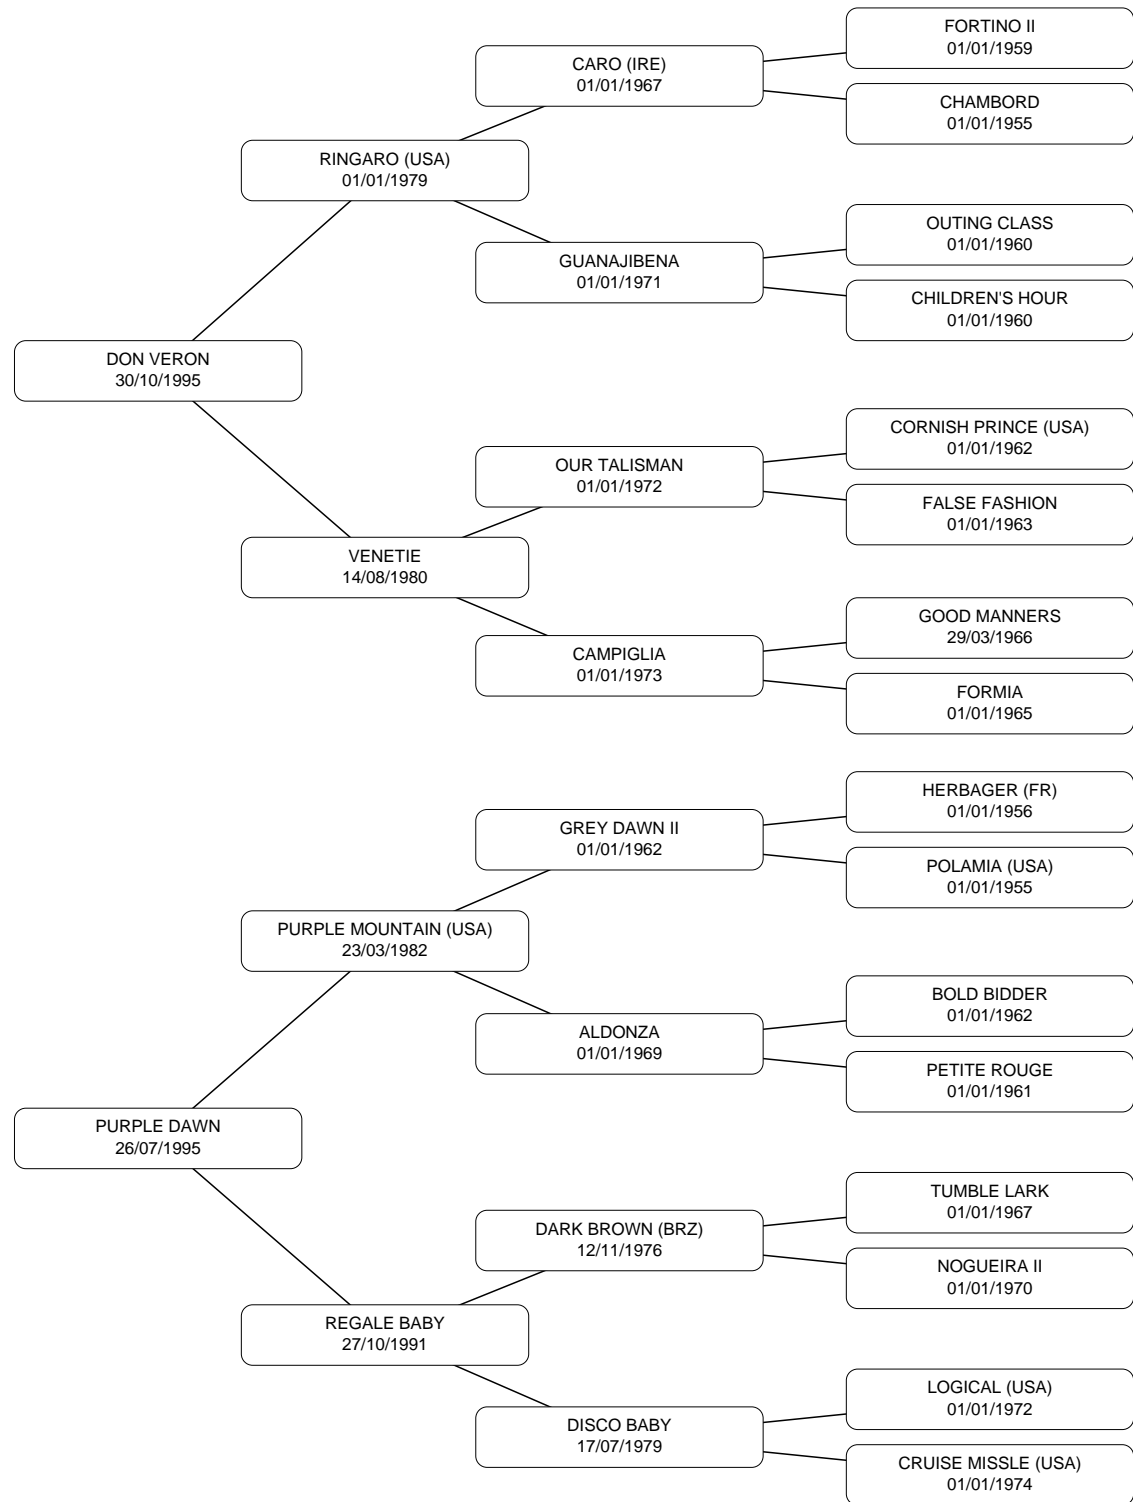 FORTINO II
01/01/1959
CARO (IRE)
01/01/1967
CHAMBORD
01/01/1955
RINGARO (USA)
01/01/1979
OUTING CLASS
01/01/1960
GUANAJIBENA
01/01/1971
CHILDREN'S HOUR
01/01/1960
DON VERON
30/10/1995
CORNISH PRINCE (USA)
01/01/1962
OUR TALISMAN
01/01/1972
FALSE FASHION
01/01/1963
VENETIE
14/08/1980
GOOD MANNERS
29/03/1966
CAMPIGLIA
01/01/1973
FORMIA
01/01/1965
HERBAGER (FR)
01/01/1956
GREY DAWN II
01/01/1962
POLAMIA (USA)
01/01/1955
PURPLE MOUNTAIN (USA)
23/03/1982
BOLD BIDDER
01/01/1962
ALDONZA
01/01/1969
PETITE ROUGE
01/01/1961
PURPLE DAWN
26/07/1995
TUMBLE LARK
01/01/1967
DARK BROWN (BRZ)
12/11/1976
NOGUEIRA II
01/01/1970
REGALE BABY
27/10/1991
LOGICAL (USA)
01/01/1972
DISCO BABY
17/07/1979
CRUISE MISSLE (USA)
01/01/1974